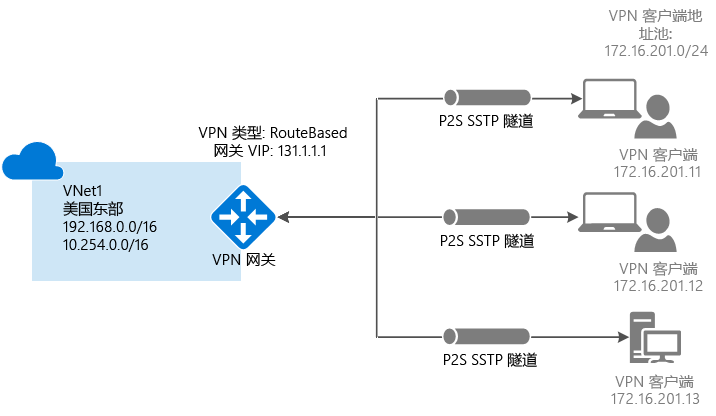 VPN 客户端地
址池:
172.16.201.0/24
P2S SSTP 隧道
VPN 类型: RouteBased
网关 VIP: 131.1.1.1
VPN 客户端
172.16.201.11
VNet1
美国东部
192.168.0.0/16
10.254.0.0/16
VPN 网关
P2S SSTP 隧道
VPN 客户端
172.16.201.12
P2S SSTP 隧道
VPN 客户端
172.16.201.13